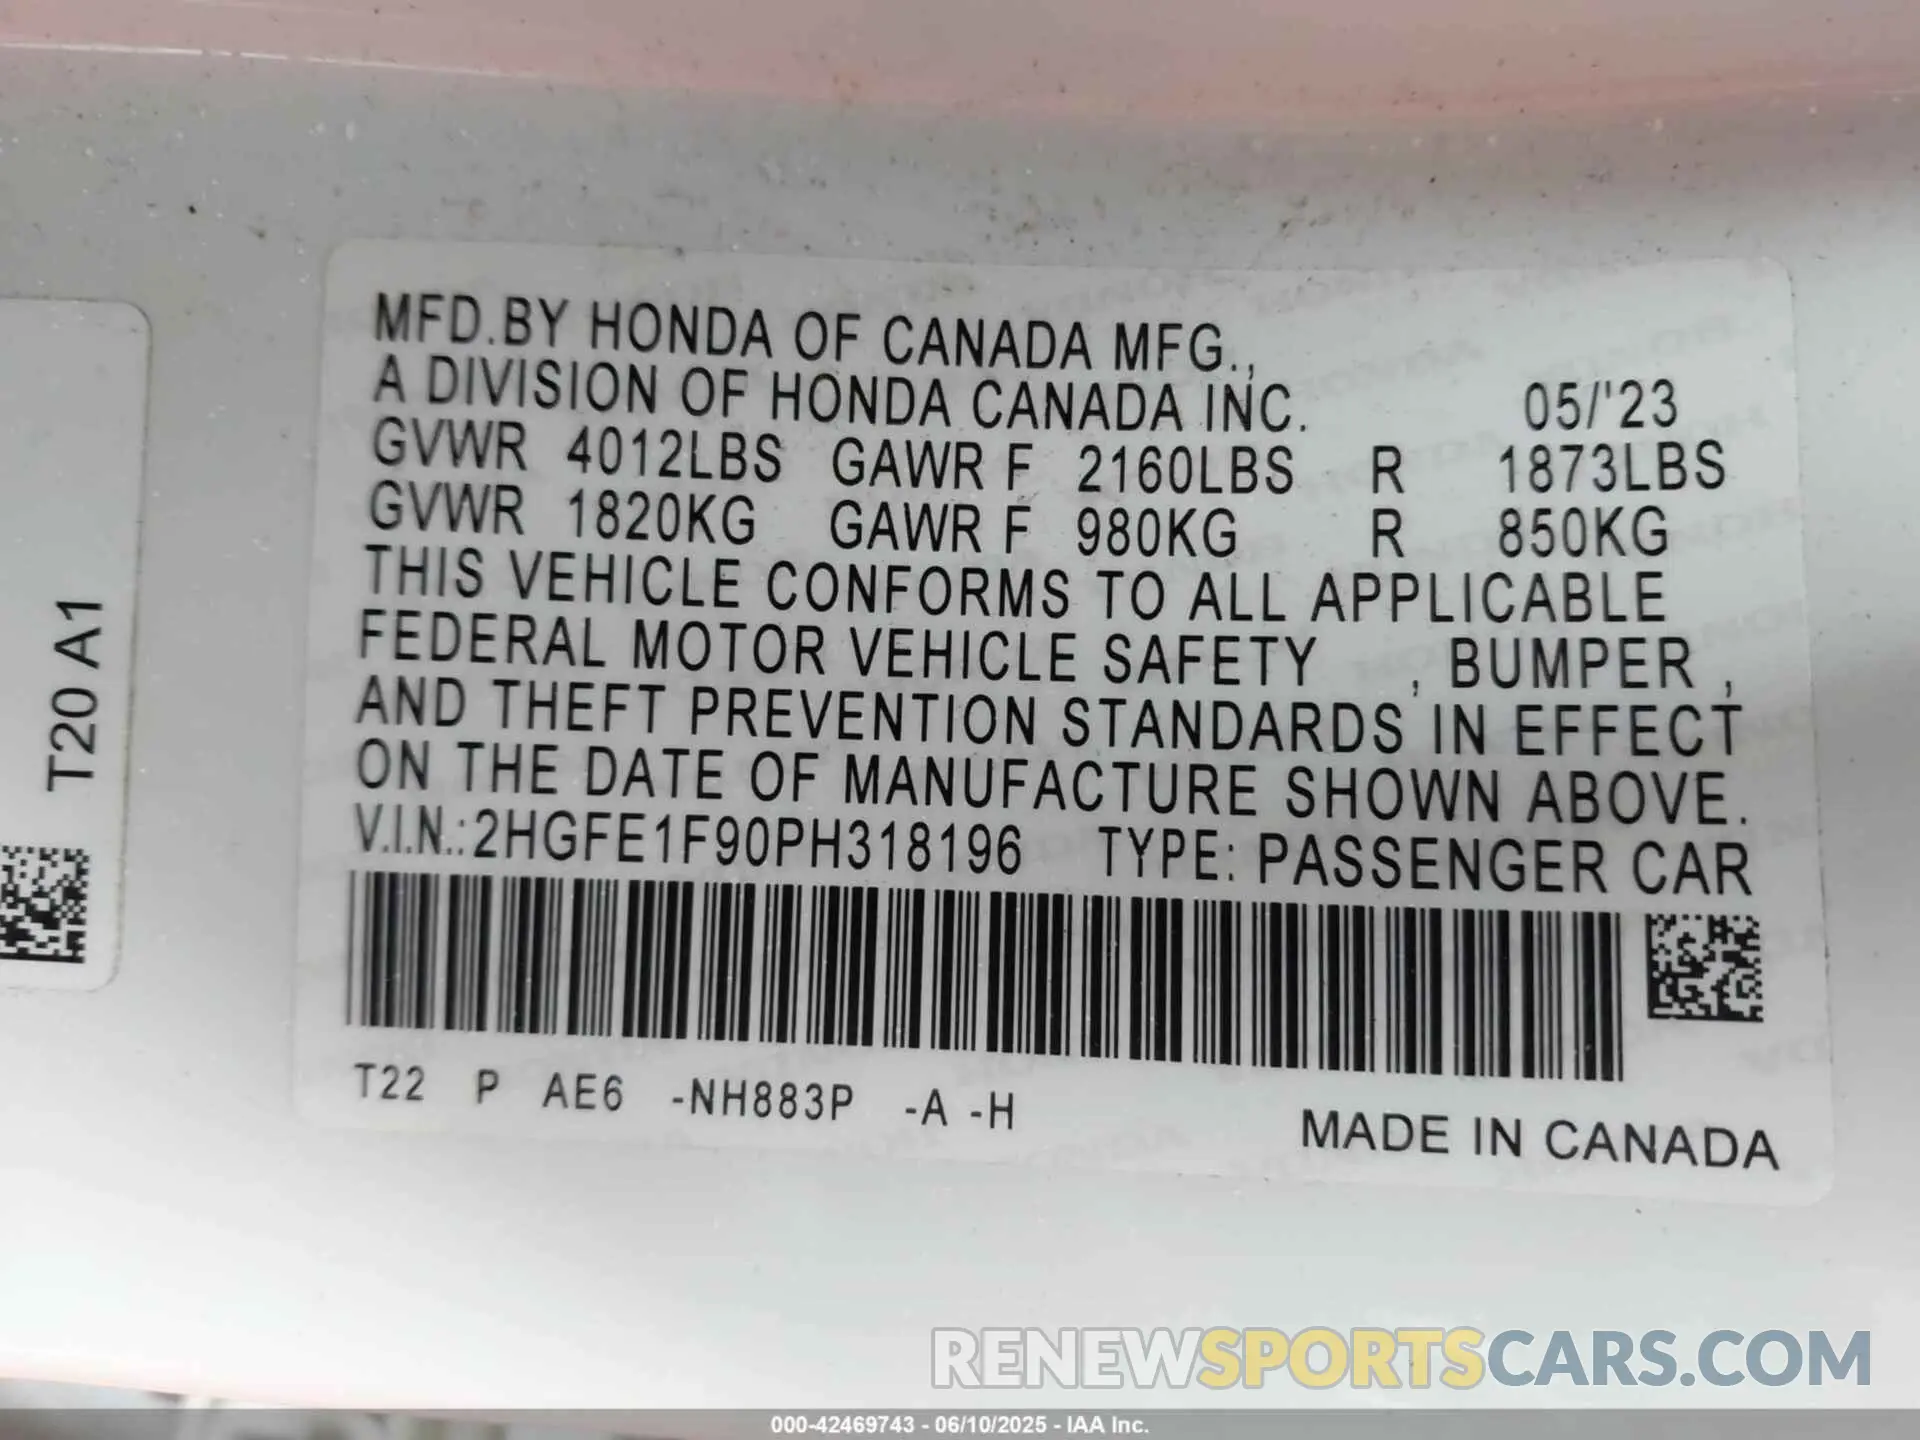 MFD.BY HONDA OF CANADA MFG.,
A DIVISION OF HONDA CANADA INC. 05/'23
GVWR 4012LBS GAWR F 2160LBS R 1873LBS
GVWR 1820KG GAWR F 980KG R 850KG
THIS VEHICLE CONFORMS TO ALL APPLICABLE
FEDERAL MOTOR VEHICLE SAFETY , BUMPER ,
AND THEFT PREVENTION STANDARDS IN EFFECT
ON THE DATE OF MANUFACTURE SHOWN ABOVE.
V.I.N.:2HGFE1F90PH318196 TYPE: PASSENGER CAR
T22 P AE6 -NH883P -A -H
MADE IN CANADA
T20 A1
RENEWSPORTSCARS.COM
000-42469743 - 06/10/2025 - IAA Inc.